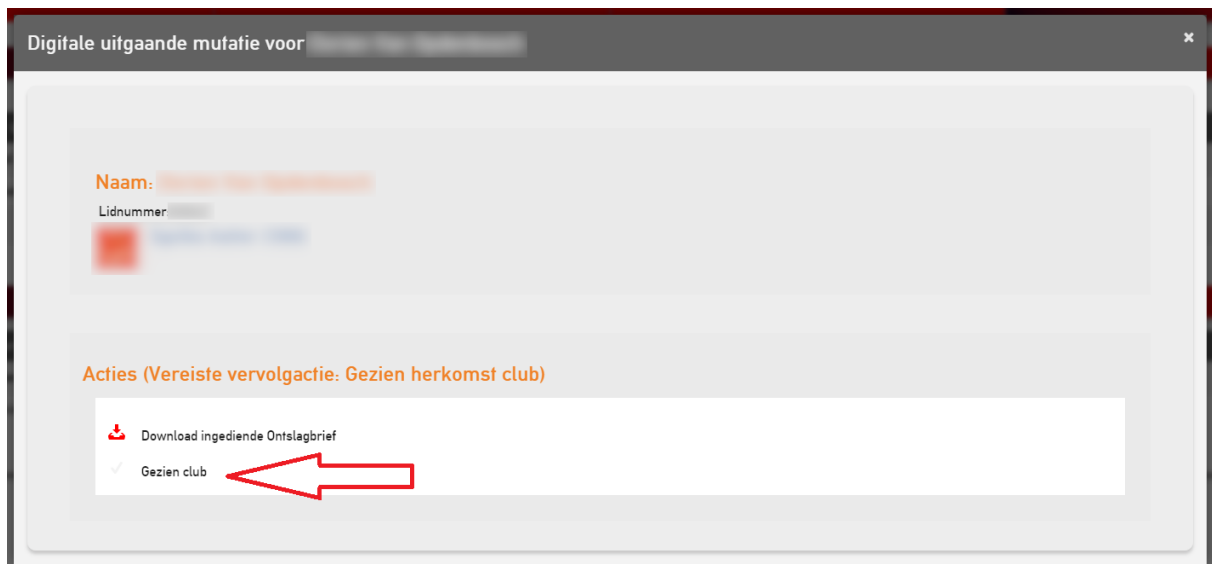 Digitale uitgaande mutatie voor
×
Naam:
Lidnummer
Acties (Vereiste vervolgactie: Gezien herkomst club)
Download ingediende Ontslagbrief
Gezien club